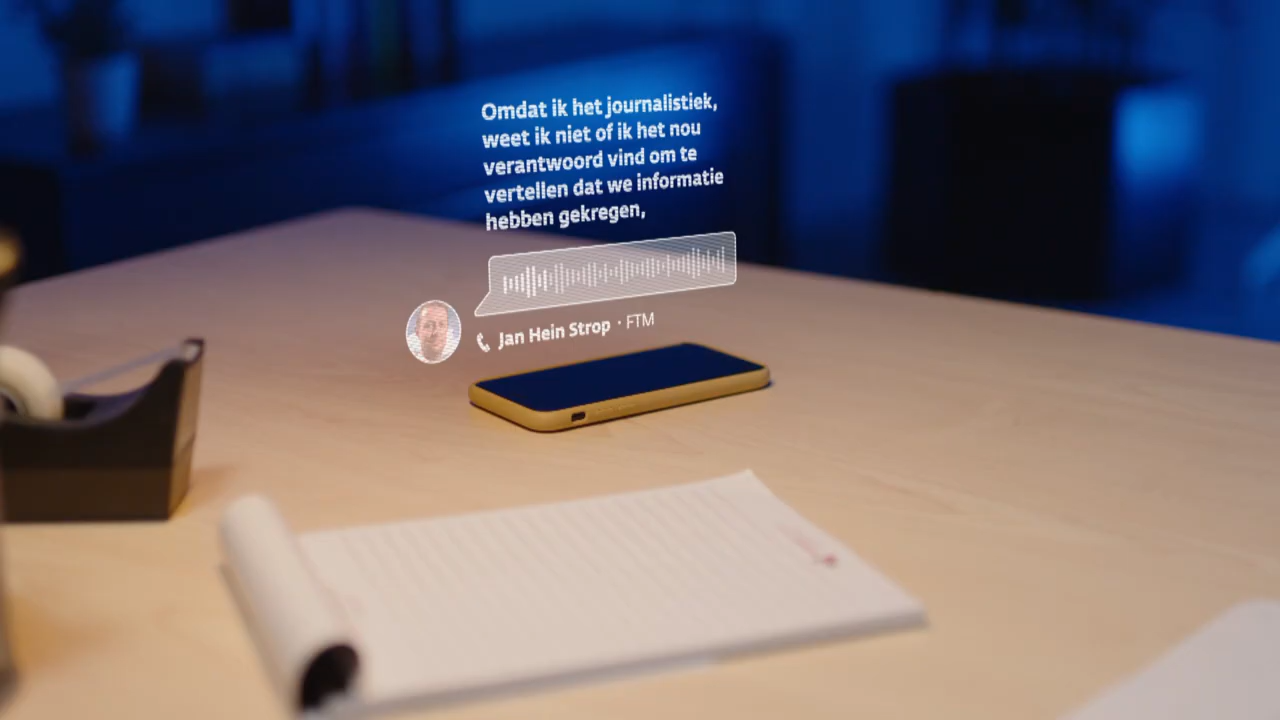 Omdat ik het journalistiek,
weet ik niet of ik het nou
verantwoord vind om te
vertellen dat we informatie
hebben gekregen,
Jan Hein Strop · FTM